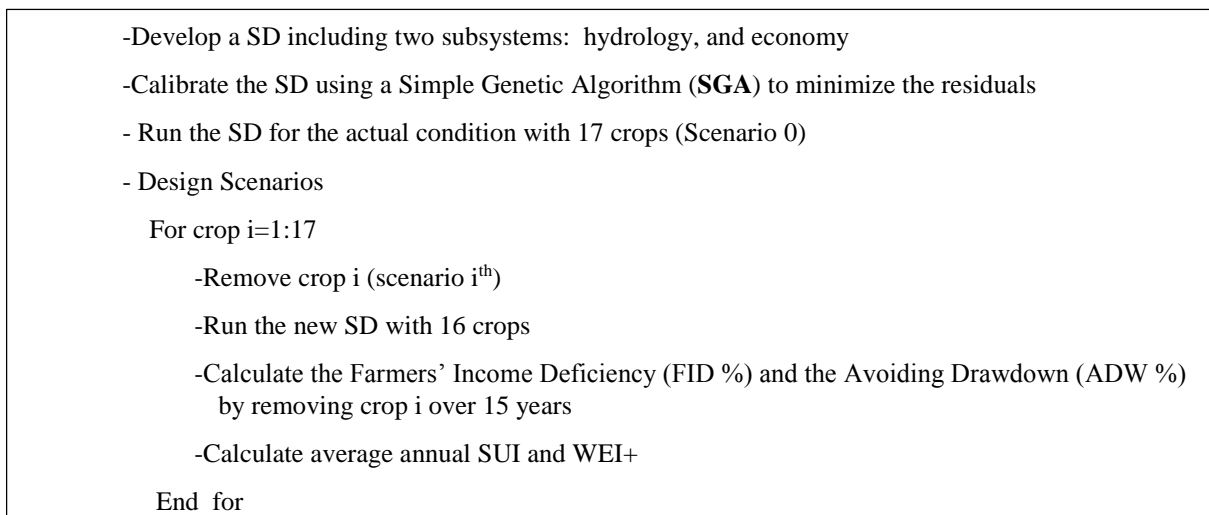 -Develop a SD including two subsystems:  hydrology, and economy
-Calibrate the SD using a Simple Genetic Algorithm (SGA) to minimize the residuals
- Run the SD for the actual condition with 17 crops (Scenario 0)
- Design Scenarios
For crop i=1:17
-Remove crop i (scenario ith)
-Run the new SD with 16 crops
-Calculate the Farmers' Income Deficiency (FID %) and the Avoiding Drawdown (ADW %)
by removing crop i over 15 years
-Calculate average annual SUI and WEI+
End  for